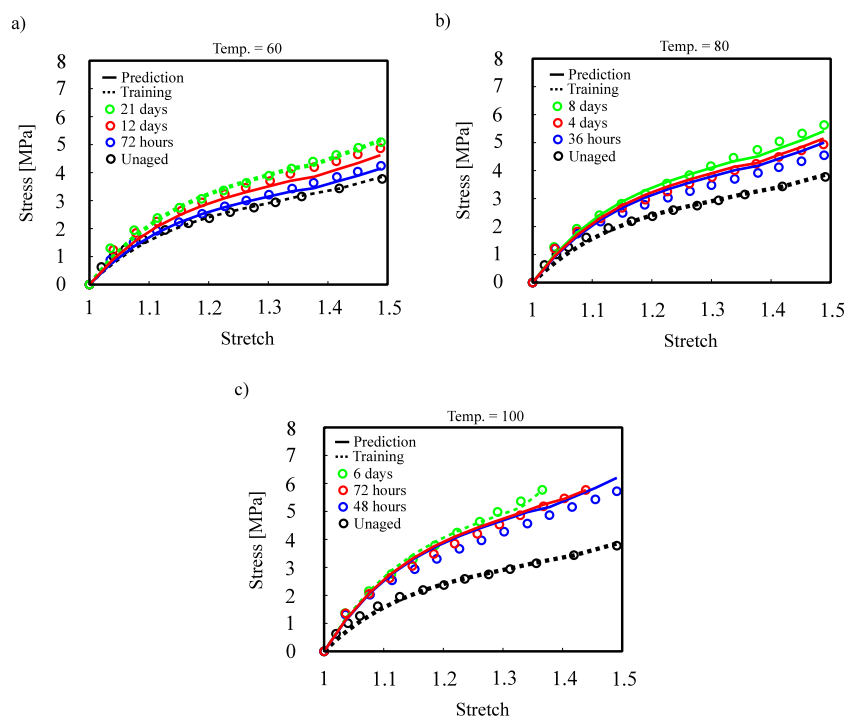 a)
Temp. = 60
8
7
6
5
4
3
2
1
0
Stress [MPa]
Prediction
Training
21 days
12 days
72 hours
Unaged
1
1.1
1.2
1.3
1.4
1.5
Stretch
b)
Temp. = 80
8
7
6
5
4
3
2
1
0
Stress [MPa]
Prediction
Training
8 days
4 days
36 hours
Unaged
1
1.1
1.2
1.3
1.4
1.5
Stretch
c)
Temp. = 100
8
7
6
5
4
3
2
1
0
Stress [MPa]
Prediction
Training
6 days
72 hours
48 hours
Unaged
1
1.1
1.2
1.3
1.4
1.5
Stretch